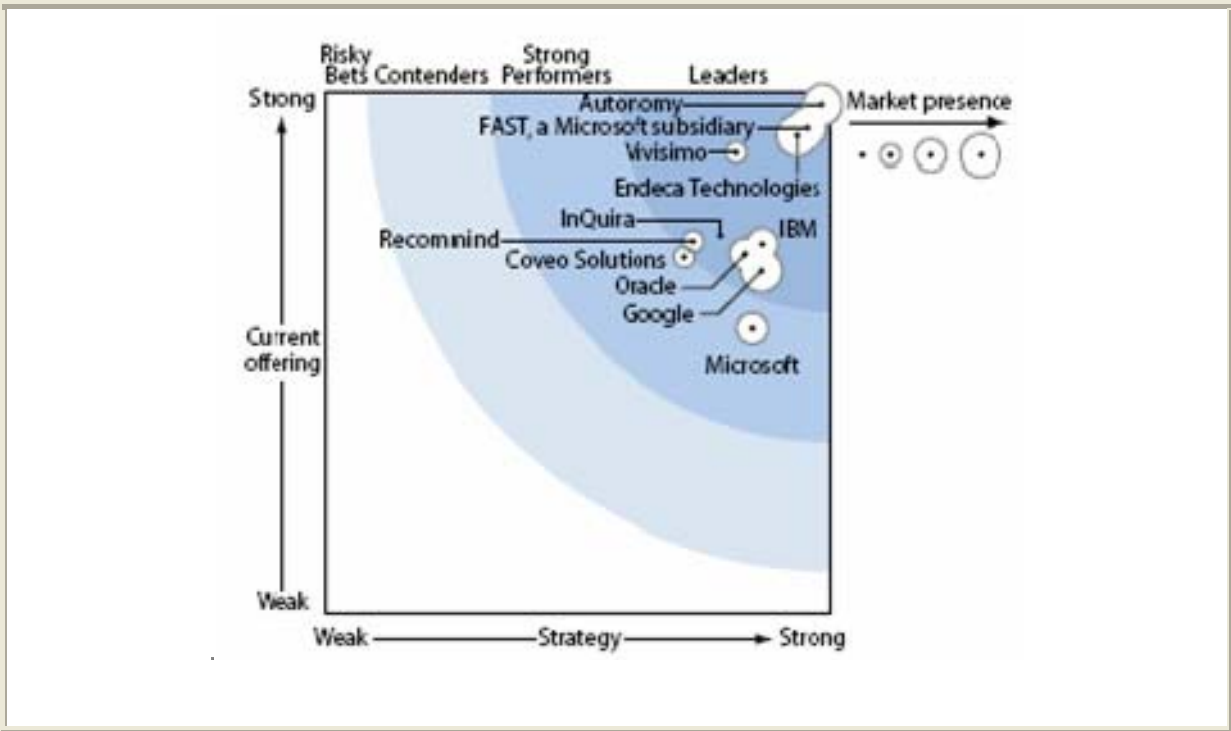 Risky
Bets Contenders
Strong
Performers
Leaders
Strong
Autonomy
Market presence
FAST, a Microsoft subsidiary
Vivisimo
Endeca Technologies
InQuira
IBM
Recommind
Coveo Solutions
Oracle
Google
Current
offering
Microsoft
Weak
Weak
Strategy
Strong